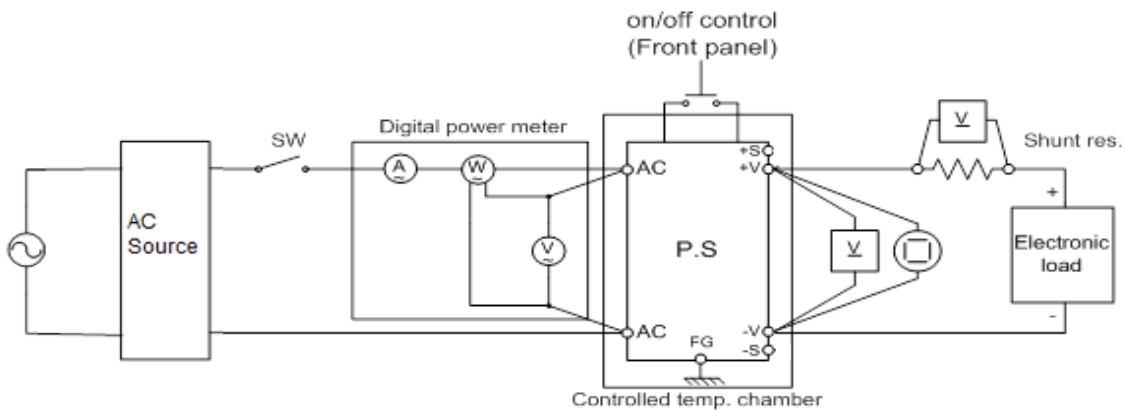 on/off control
(Front panel)
SW
Digital power meter
Shunt res.
A
W
V
AC
Source
AC
+S
+V
P.S
V
V
+
Electronic
load
-
AC
FG
-V
-S
Controlled temp. chamber